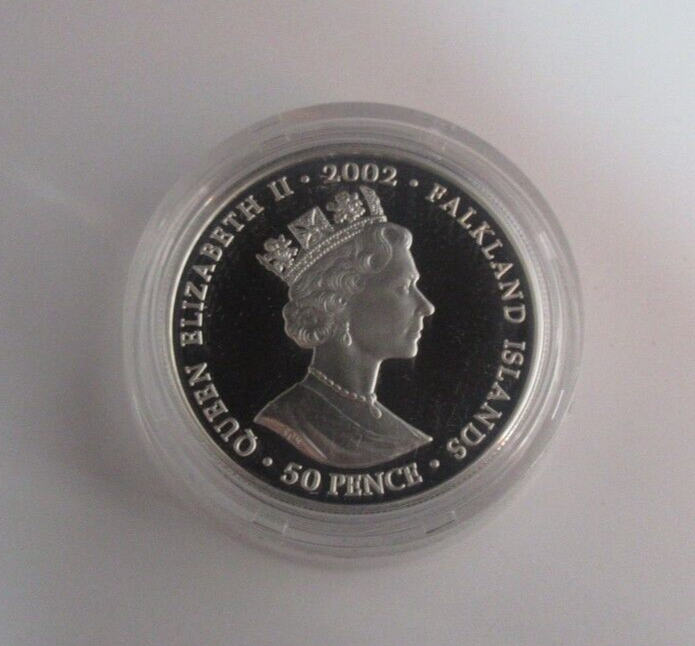 QUEEN ELIZABETH II · 2002 · FALKLAND ISLANDS
· 50 PENCE ·